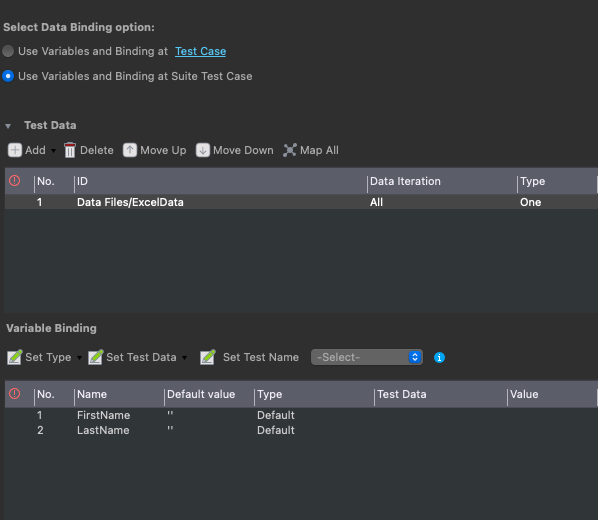 Select Data Binding option:
Use Variables and Binding at Test Case
Use Variables and Binding at Suite Test Case
Test Data
Add Delete Move Up Move Down Map All
No. ID Data Iteration Type
1 Data Files/ExcelData All One
Variable Binding
Set Type Set Test Data Set Test Name -Select-
No. Name Default value Type Test Data Value
1 FirstName '' Default
2 LastName '' Default